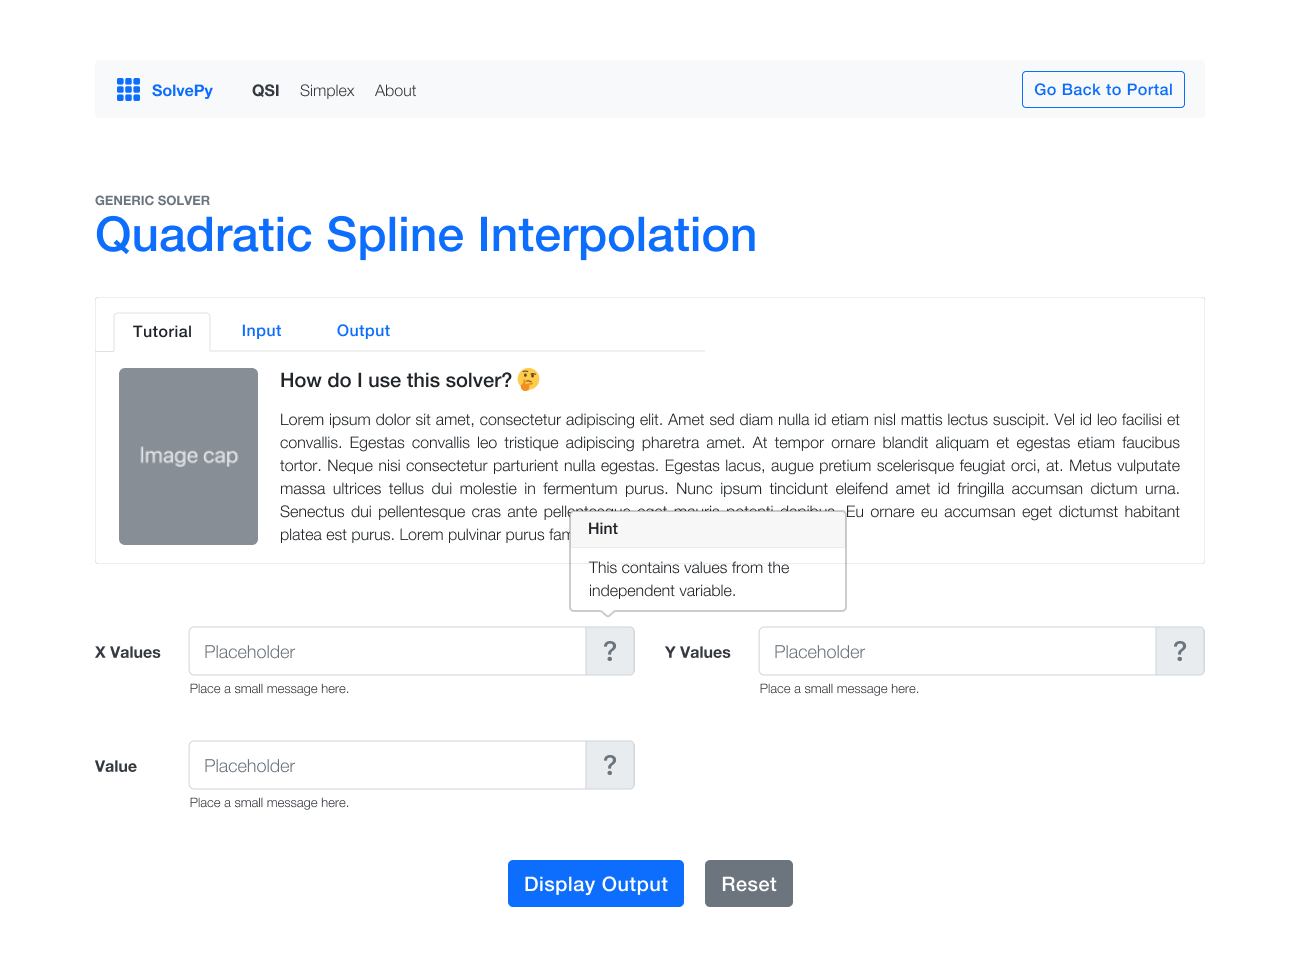 SolvePy QSI Simplex About Go Back to Portal
GENERIC SOLVER
Quadratic Spline Interpolation
Tutorial Input Output
Image cap
How do I use this solver? 🤔
Lorem ipsum dolor sit amet, consectetur adipiscing elit. Amet sed diam nulla id etiam nisl mattis lectus suscipit. Vel id leo facilisi et
convallis. Egestas convallis leo tristique adipiscing pharetra amet. At tempor ornare blandit aliquam et egestas etiam faucibus
tortor. Neque nisi consectetur parturient nulla egestas. Egestas lacus, augue pretium scelerisque feugiat orci, at. Metus vulputate
massa ultrices tellus dui molestie in fermentum purus. Nunc ipsum tincidunt eleifend amet id fringilla accumsan dictum urna.
Senectus dui pellentesque cras ante pellentesque eget mauris potenti dapibus. Eu ornare eu accumsan eget dictumst habitant
platea est purus. Lorem pulvinar purus
Hint
This contains values from the
independent variable.
X Values Placeholder ? Y Values Placeholder ?
Place a small message here. Place a small message here.
Value Placeholder ?
Place a small message here.
Display Output Reset